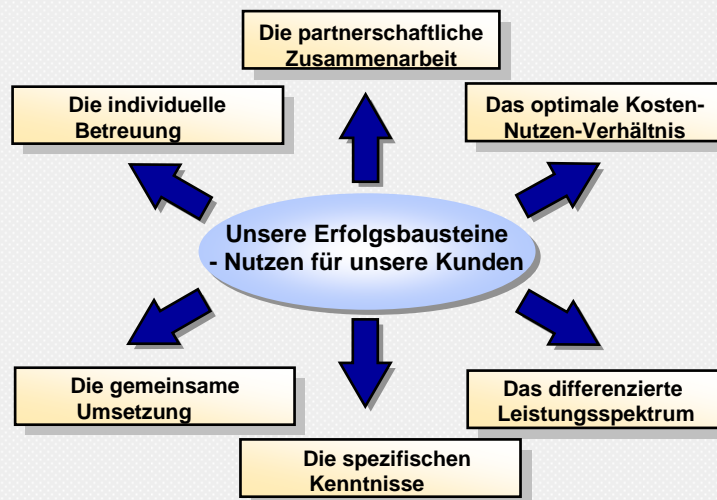 Die partnerschaftliche
Zusammenarbeit
Die individuelle
Betreuung
Das optimale Kosten-
Nutzen-Verhältnis
Unsere Erfolgsbausteine
- Nutzen für unsere Kunden
Die gemeinsame
Umsetzung
Das differenzierte
Leistungsspektrum
Die spezifischen
Kenntnisse